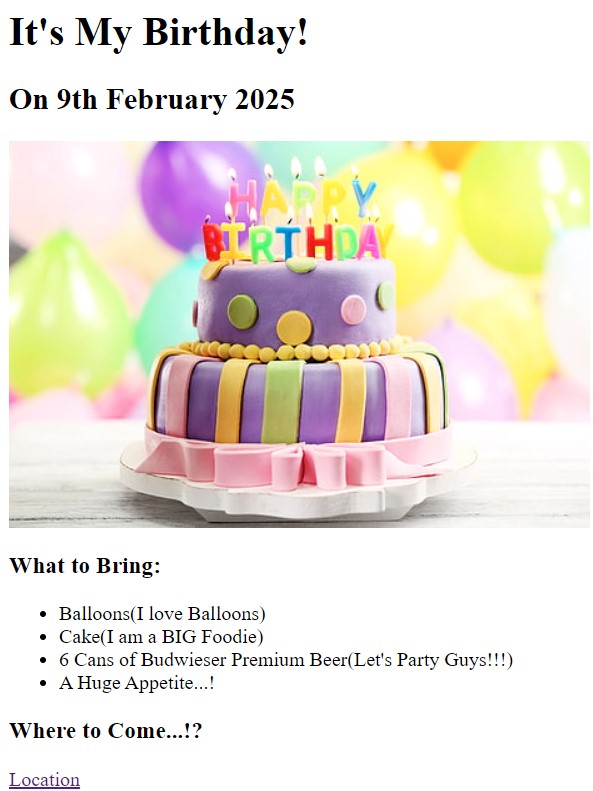 It's My Birthday!
On 9th February 2025
HAPPY
BIRTHDAY
What to Bring:
Balloons(I love Balloons)
Cake(I am a BIG Foodie)
6 Cans of Budwieser Premium Beer(Let's Party Guys!!!)
A Huge Appetite...!
Where to Come...!?
Location